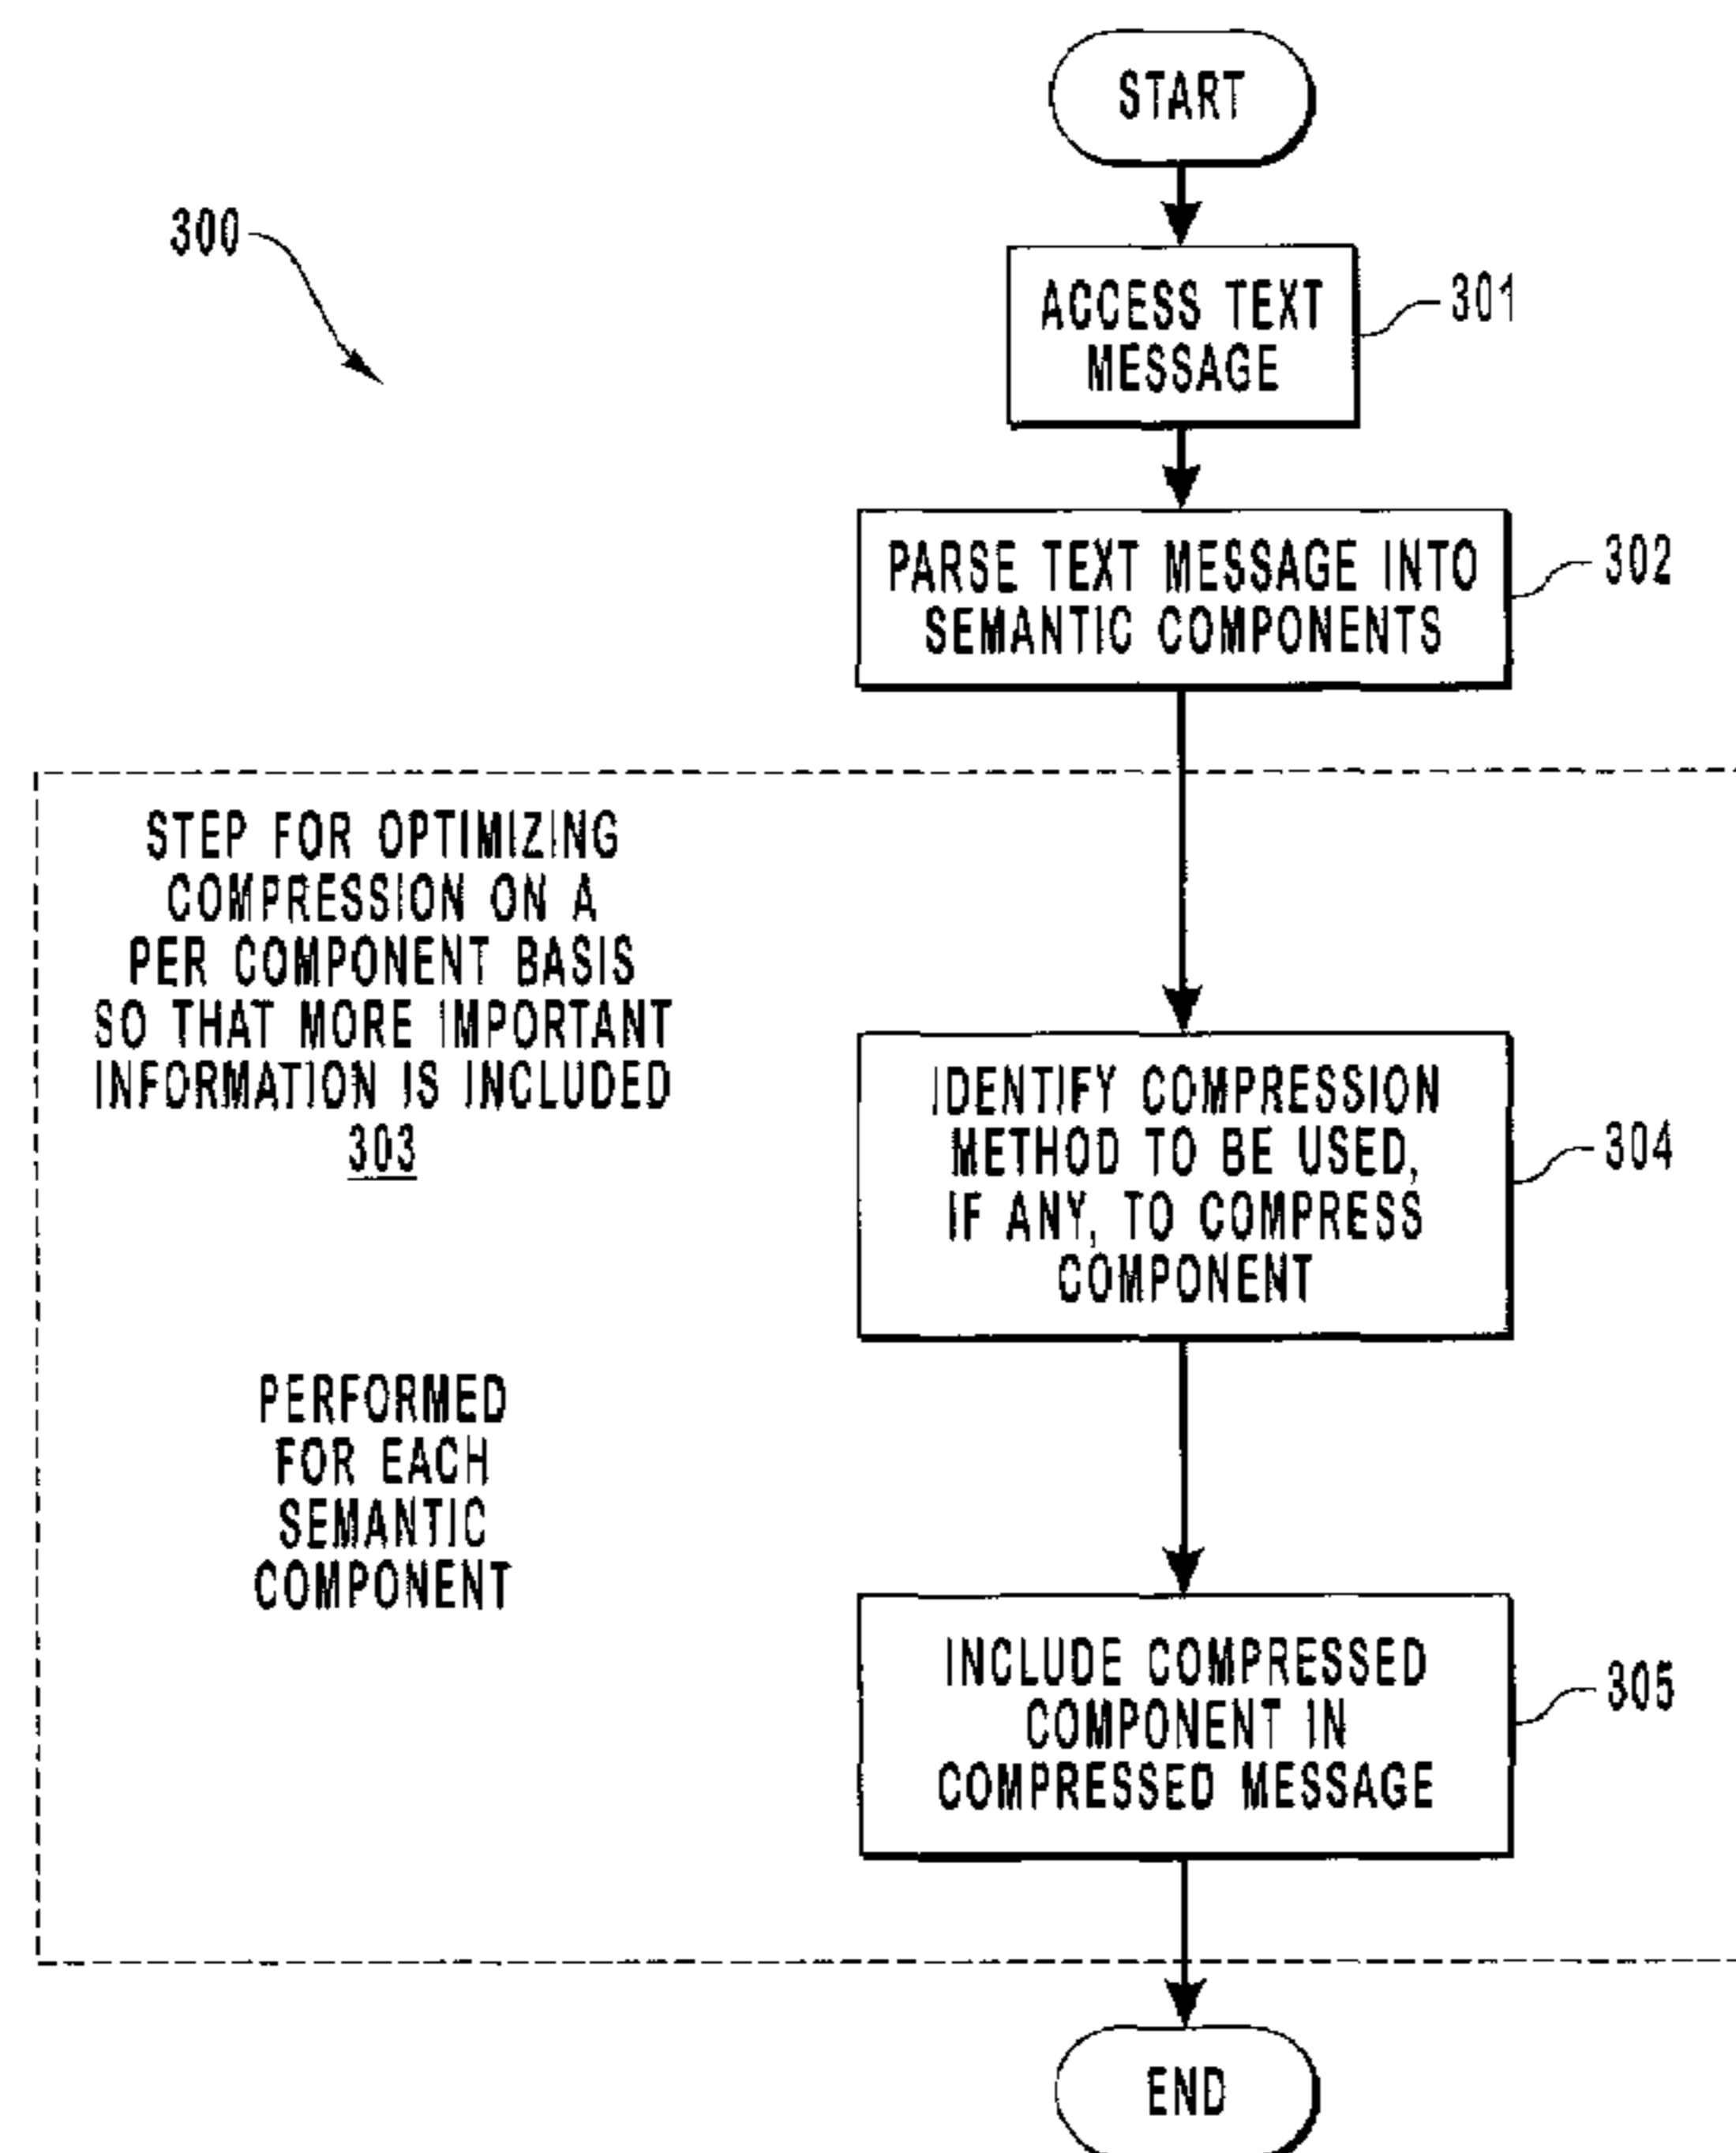 START
300
ACCESS TEXT
MESSAGE
301
PARSE TEXT MESSAGE INTO
SEMANTIC COMPONENTS
302
STEP FOR OPTIMIZING
COMPRESSION ON A
PER COMPONENT BASIS
SO THAT MORE IMPORTANT
INFORMATION IS INCLUDED
303
IDENTIFY COMPRESSION
METHOD TO BE USED,
IF ANY, TO COMPRESS
COMPONENT
304
PERFORMED
FOR EACH
SEMANTIC
COMPONENT
INCLUDE COMPRESSED
COMPONENT IN
COMPRESSED MESSAGE
305
END